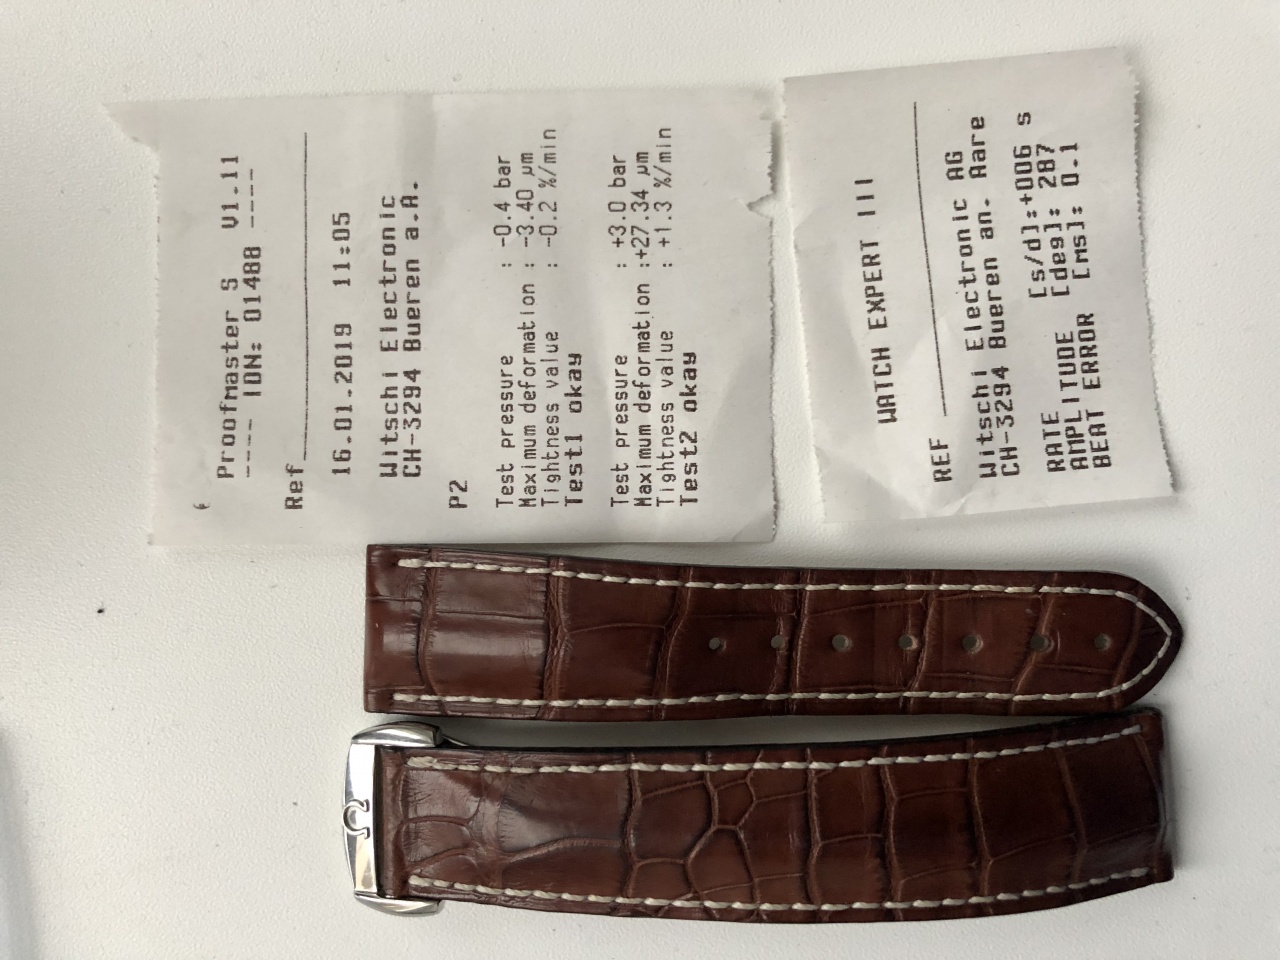 Proofmaster S V1.11
---- ION: 01488 ----
Ref
16.01.2019 11:05
Witschi Electronic
CH-3294 Bueren a.A.
P2
Test pressure : -0.4 bar
Maximum deformation : -3.40 µm
Tightness value : -0.2 %/min
Test1 okay
Test pressure : +3.0 bar
Maximum deformation :+27.34 µm
Tightness value : +1.3 %/min
Test2 okay
WATCH EXPERT III
REF
Witschi Electronic AG
CH-3294 Bueren an. Aare
RATE [s/d]:+006 s
AMPLITUDE [deg]: 287
BEAT ERROR [ms]: 0.1
Ω